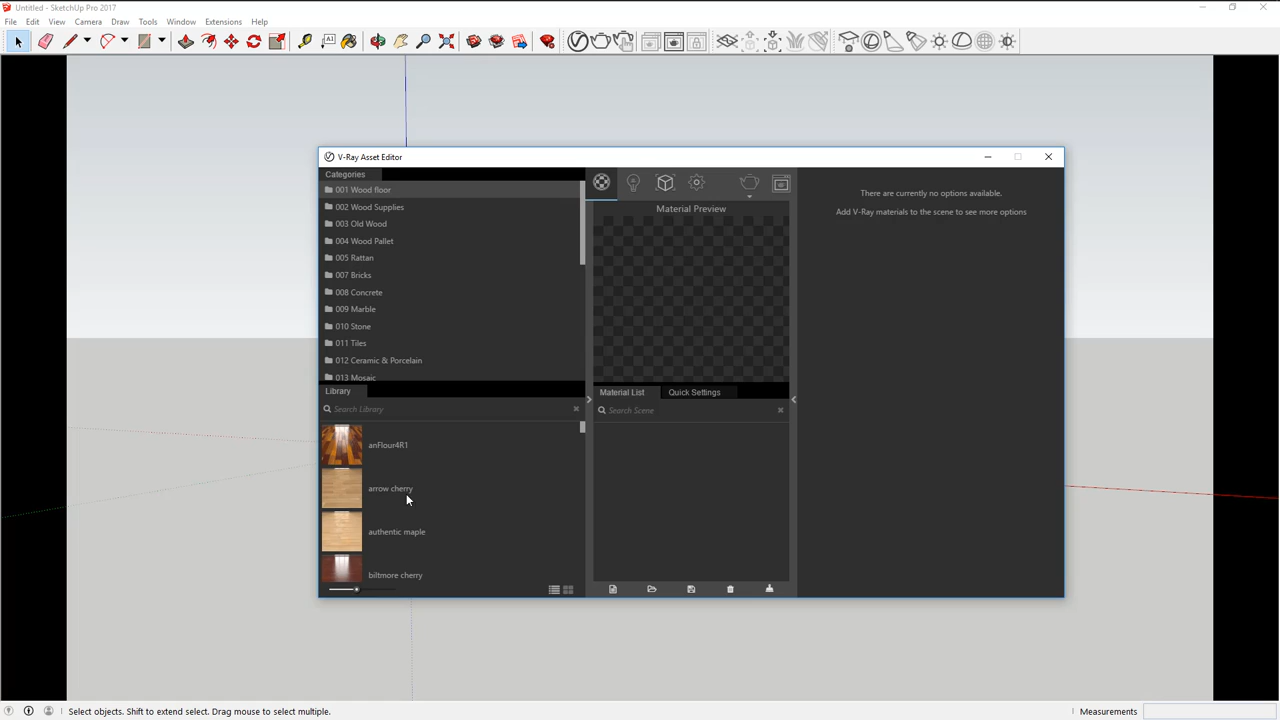 Untitled - SketchUp Pro 2017
File Edit View Camera Draw Tools Window Extensions Help
V-Ray Asset Editor
Categories
001 Wood floor
002 Wood Supplies
003 Old Wood
004 Wood Pallet
005 Rattan
007 Bricks
008 Concrete
009 Marble
010 Stone
011 Tiles
012 Ceramic & Porcelain
013 Mosaic
Library
Search Library
anFlour4R1
arrow cherry
authentic maple
biltmore cherry
Material Preview
Material List Quick Settings
Search Scene
There are currently no options available.
Add V-Ray materials to the scene to see more options
Select objects. Shift to extend select. Drag mouse to select multiple.
Measurements